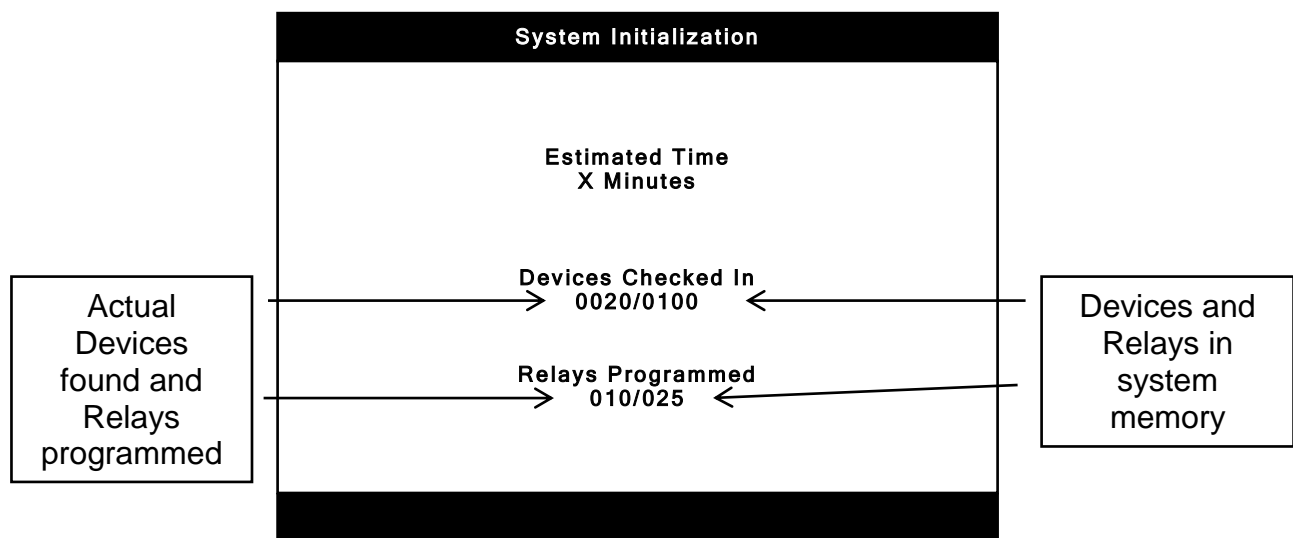 System Initialization
Estimated Time
X Minutes
Devices Checked In
0020/0100
Relays Programmed
010/025
Actual
Devices
found and
Relays
programmed
Devices and
Relays in
system
memory